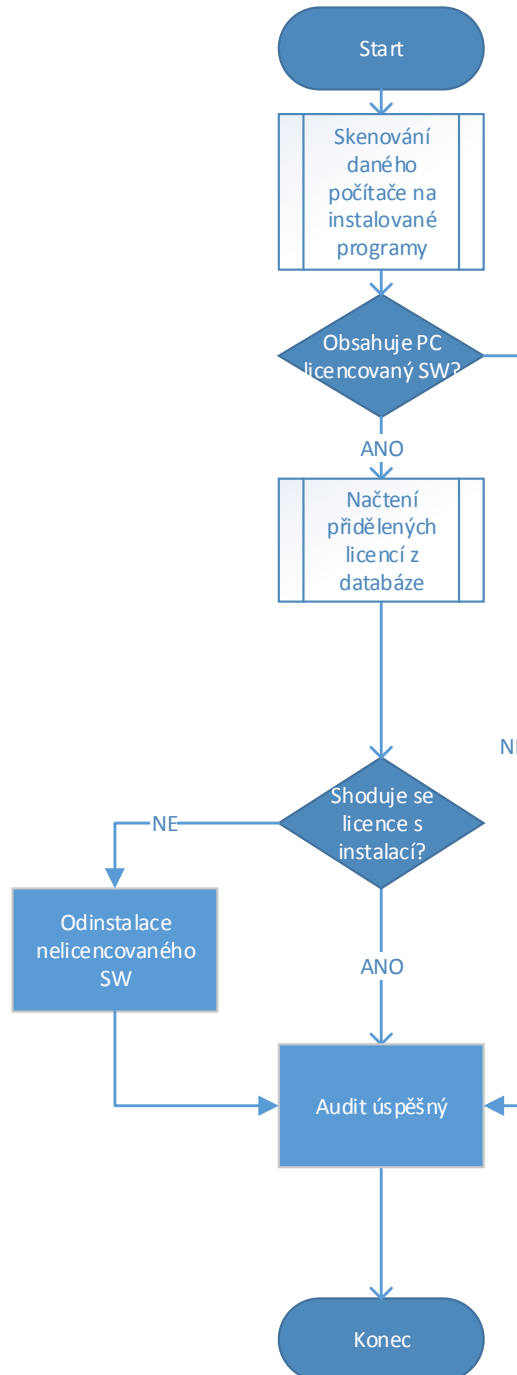 Start
Skenování
daného
počítače na
instalované
programy
Obsahuje PC
licencovaný SW?
ANO
Načtení
přidělených
licencí z
databáze
Shoduje se
licence s
instalací?
NE
Odinstalace
nelicencovaného
SW
ANO
Audit úspěšný
Konec